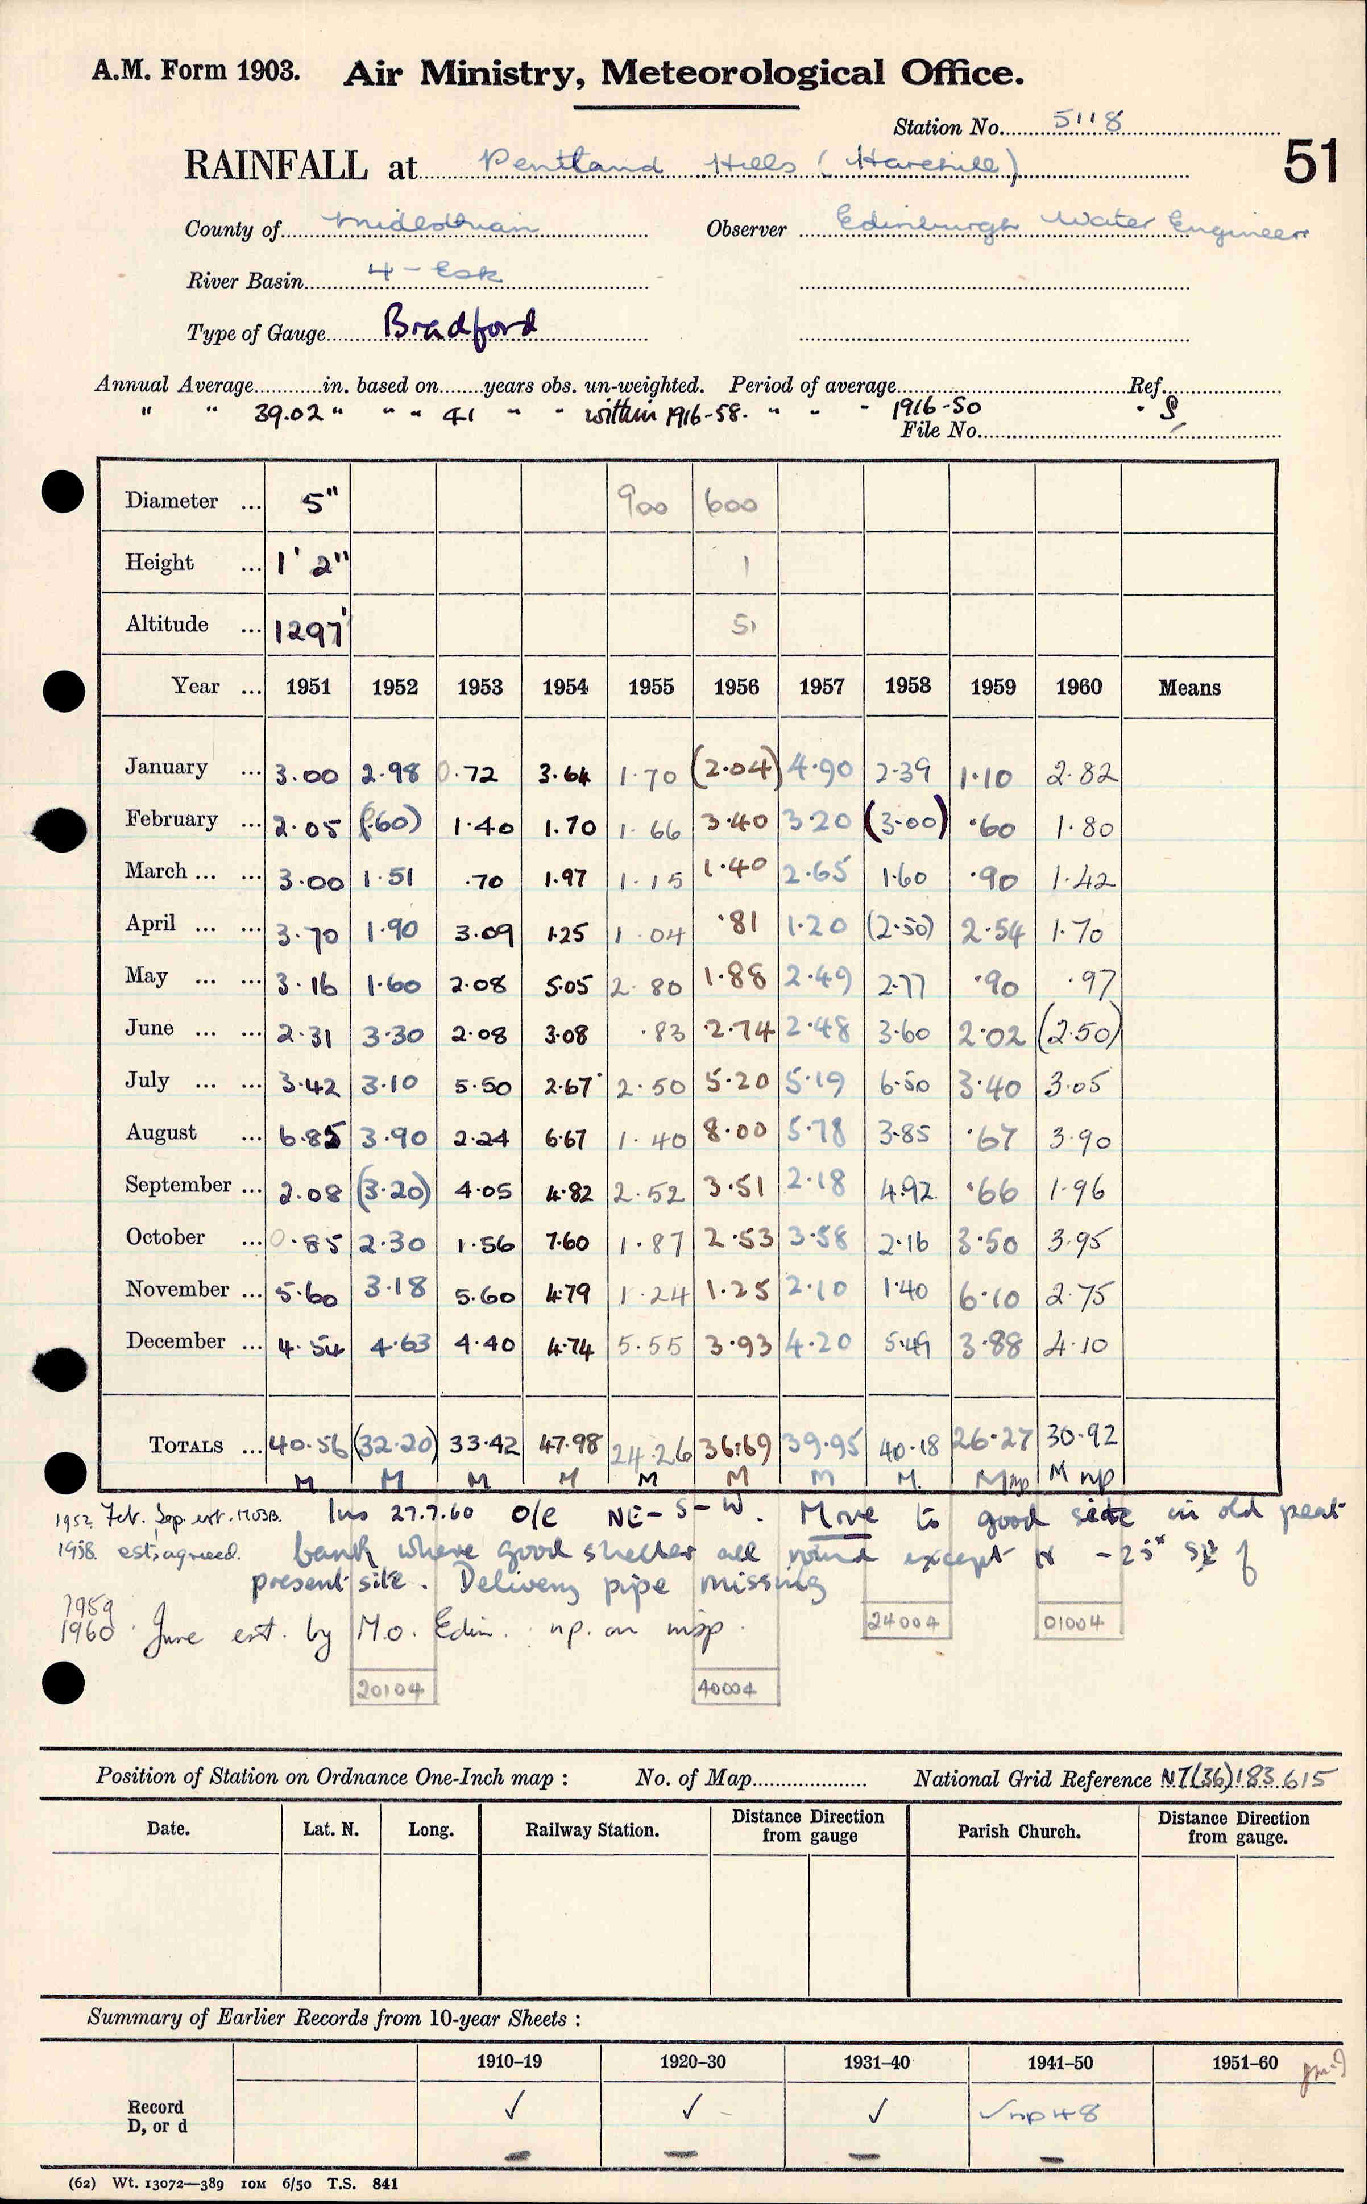 A.M. Form 1903. Air Ministry, Meteorological Office.
Station No. 5118
51
RAINFALL at Pentland Hills (Harehill)
County of Midlothian Observer Edinburgh Water Engineer
River Basin 4 - Esk
Type of Gauge Bradford
Annual Average in. based on years obs. un-weighted. Period of average Ref.
" " 39.02 " " " 41 " " within 1916-58. " " " 1916-50
File No.
Diameter ... 5" 900 600
Height ... 1' 2" 1
Altitude ... 1297' 51
Year ... 1951 1952 1953 1954 1955 1956 1957 1958 1959 1960 Means
January ... 3.00 2.98 0.72 3.64 1.70 (2.04) 4.90 2.39 1.10 2.82
February ... 2.05 (.60) 1.40 1.70 1.66 3.40 3.20 (3.00) .60 1.80
March ... ... 3.00 1.51 .70 1.97 1.15 1.40 2.65 1.60 .90 1.42
April ... ... 3.70 1.90 3.09 1.25 1.04 .81 1.20 (2.50) 2.54 1.70
May ... ... 3.16 1.60 2.08 5.05 2.80 1.88 2.49 2.77 .90 .97
June ... ... 2.31 3.30 2.08 3.08 .83 2.74 2.48 3.60 2.02 (2.50)
July ... ... 3.42 3.10 5.50 2.67 2.50 5.20 5.19 6.50 3.40 3.05
August ... 6.85 3.90 2.24 6.67 1.40 8.00 5.78 3.85 .67 3.90
September ... 2.08 (3.20) 4.05 4.82 2.52 3.51 2.18 4.92 .66 1.96
October ... 0.85 2.30 1.56 7.60 1.87 2.53 3.58 2.16 3.50 3.95
November ... 5.60 3.18 5.60 4.79 1.24 1.25 2.10 1.40 6.10 2.75
December ... 4.54 4.63 4.40 4.74 5.55 3.93 4.20 5.49 3.88 4.10
TOTALS ... 40.56 (32.20) 33.42 47.98 24.26 36.69 39.95 40.18 26.27 30.92
M M M M M M M M M np M np
1952 Feb. Sep. est. M.O.3B. Ins 27.7.60 O/e NE - S - W. Move to good site in old peat
1958 est; agreed. bank where good shelter all round except N - 25x SE of
present site. Delivery pipe missing
1959
1960 June est. by M.O. Edin. np. on map.
24004 01004
20104 40004
Position of Station on Ordnance One-Inch map : No. of Map National Grid Reference NT(36)183.615
Date. Lat. N. Long. Railway Station. Distance Direction from gauge Parish Church. Distance Direction from gauge.
Summary of Earlier Records from 10-year Sheets :
1910-19 1920-30 1931-40 1941-50 1951-60
Record D, or d ✓ ✓ - ✓ ✓ np 48
- - - -
(62) Wt. 13072—389 10M 6/50 T.S. 841